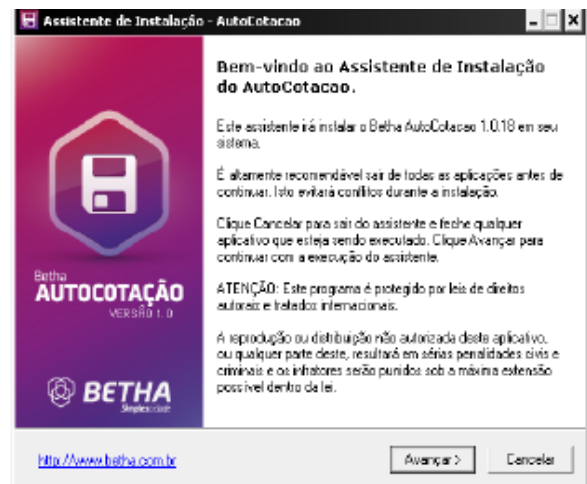 Assistente de Instalação - AutoCotacao
Bem-vindo ao Assistente de Instalação
do AutoCotacao.
Este assistente irá instalar o Betha AutoCotacao 1.0.18 em seu
sistema.
É altamente recomendável sair de todas as aplicações antes de
continuar. Isto evitará conflitos durante a instalação.
Clique Cancelar para sair do assistente e feche qualquer
aplicativo que esteja sendo executado. Clique Avançar para
continuar com a execução do assistente.
ATENÇÃO: Este programa é protegido por leis de direitos
autorais e tratados internacionais.
A reprodução ou distribuição não autorizada deste aplicativo,
ou qualquer parte deste, resultará em sérias penalidades civis e
criminais e os infratores serão punidos sob a máxima extensão
possível dentro da lei.
Betha
AUTOCOTAÇÃO
VERSÃO 1.0
BETHA
http://www.betha.com.br
Avançar >
Cancelar